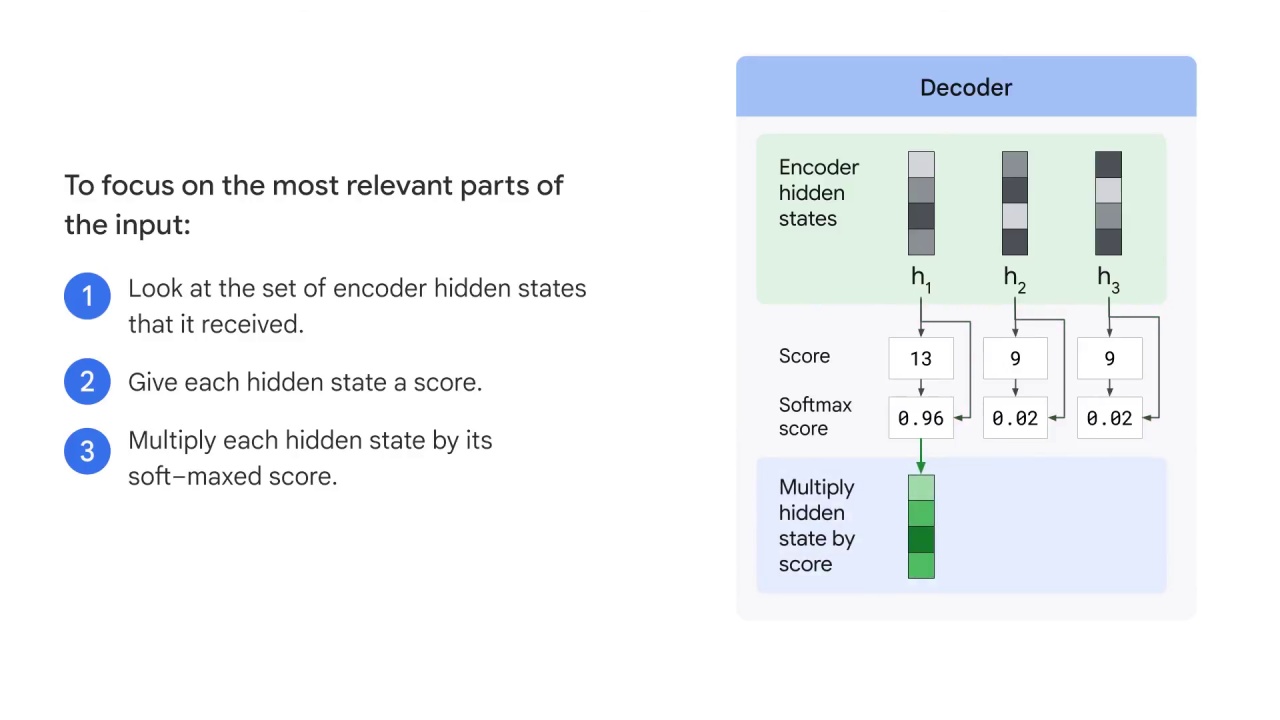 To focus on the most relevant parts of
the input:
1
Look at the set of encoder hidden states
that it received.
2
Give each hidden state a score.
3
Multiply each hidden state by its
soft-maxed score.
Decoder
Encoder
hidden
states
h1 h2 h3
Score
13 9 9
Softmax
score
0.96 0.02 0.02
Multiply
hidden
state by
score